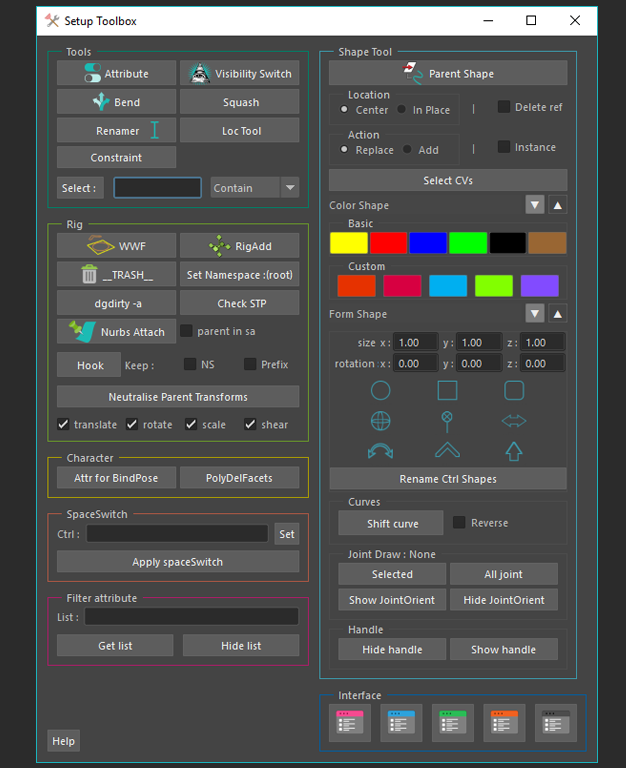 Setup Toolbox
Tools
Attribute
Visibility Switch
Bend
Squash
Renamer
Loc Tool
Constraint
Select :
Contain
Rig
WWF
RigAdd
__TRASH__
Set Namespace :(root)
dgdirty -a
Check STP
Nurbs Attach
parent in sa
Hook
Keep :
NS
Prefix
Neutralise Parent Transforms
translate
rotate
scale
shear
Character
Attr for BindPose
PolyDelFacets
SpaceSwitch
Ctrl :
Set
Apply spaceSwitch
Filter attribute
List :
Get list
Hide list
Help
Shape Tool
Parent Shape
Location
Center
In Place
|
Delete ref
Action
Replace
Add
|
Instance
Select CVs
Color Shape
Basic
Custom
Form Shape
size x : 1.00 y : 1.00 z : 1.00
rotation x : 0.00 y : 0.00 z : 0.00
Rename Ctrl Shapes
Curves
Shift curve
Reverse
Joint Draw : None
Selected
All joint
Show JointOrient
Hide JointOrient
Handle
Hide handle
Show handle
Interface